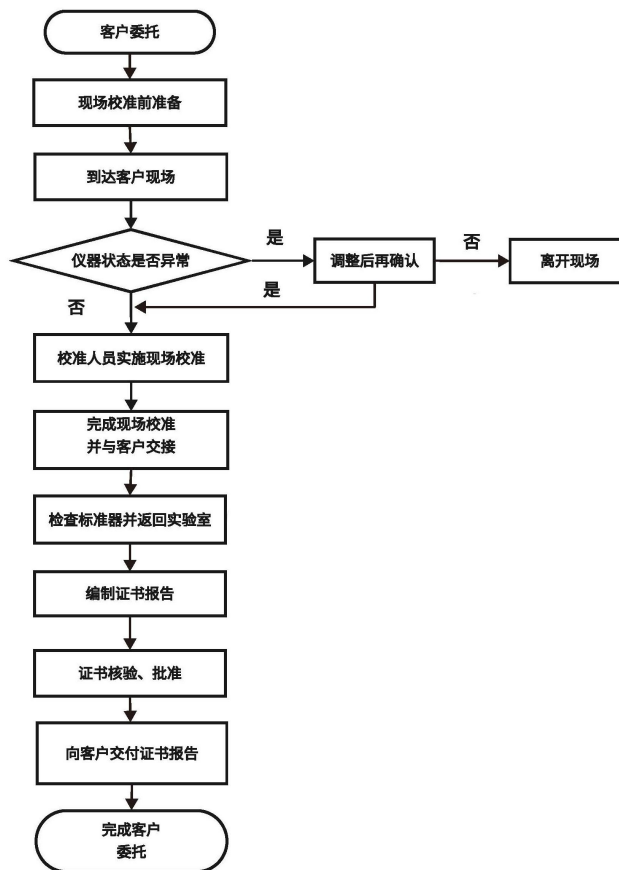 客户委托
现场校准前准备
到达客户现场
仪器状态是否异常
是
调整后再确认
否
离开现场
是
否
校准人员实施现场校准
完成现场校准
并与客户交接
检查标准器并返回实验室
编制证书报告
证书核验、批准
向客户交付证书报告
完成客户
委托